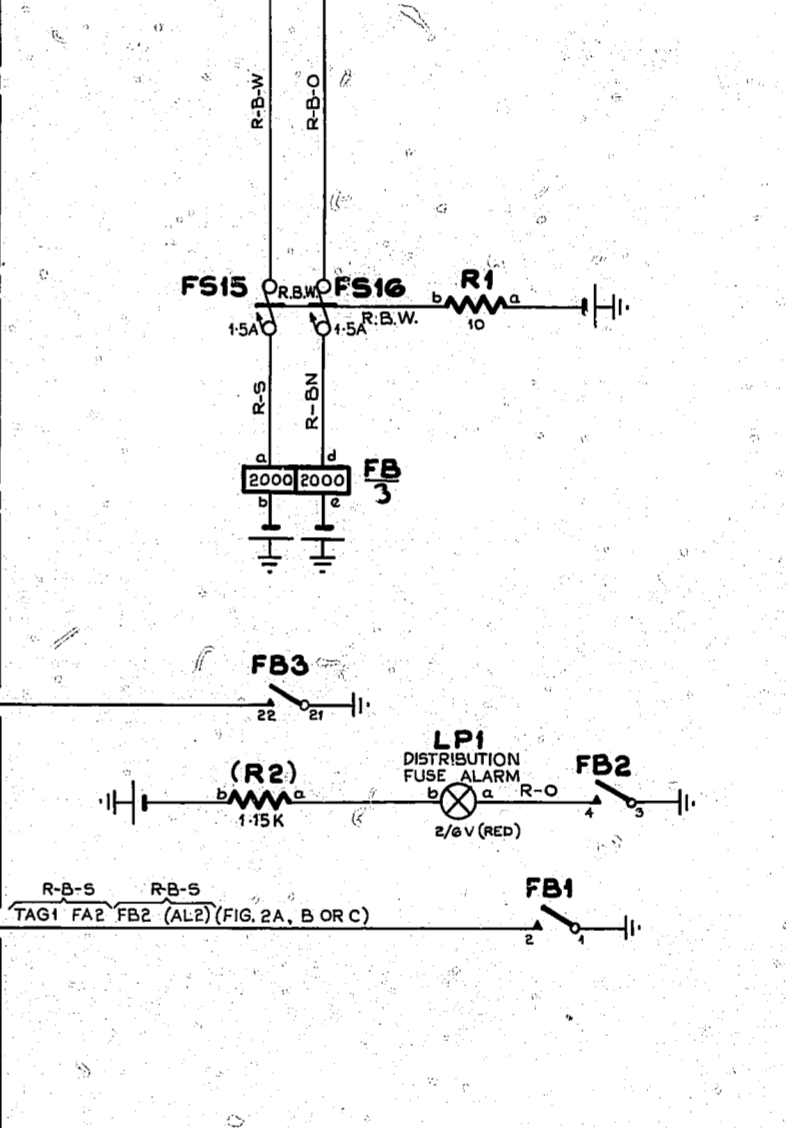 R-B-W
R-B-O
FS15
R.B.W.
FS16
R1
b
a
10
R.B.W.
1·5A
1·5A
R-S
R-BN
a
d
2000
2000
FB
3
b
e
FB3
22
21
LP1
DISTRIBUTION
FUSE ALARM
(R2)
FB2
b
a
b
a
R-O
4
3
1·15K
2/6V (RED)
R-B-S
R-B-S
FB1
TAG1 FA2 FB2 (AL2) (FIG. 2A, B OR C)
2
1